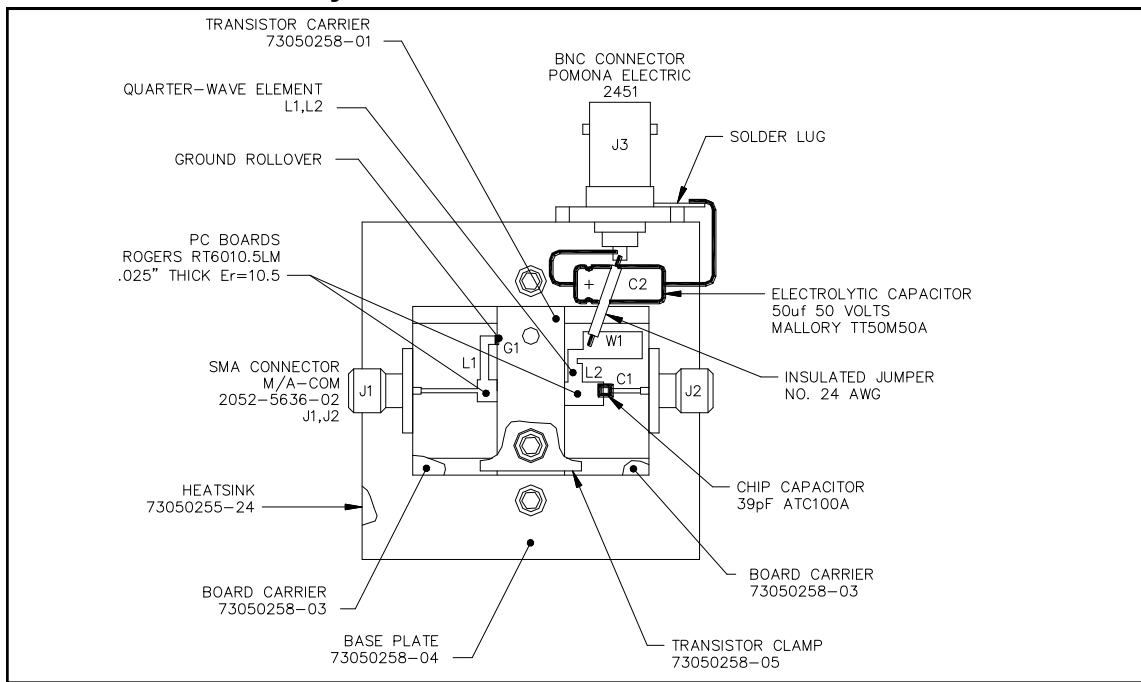 TRANSISTOR CARRIER
73050258-01
BNC CONNECTOR
POMONA ELECTRIC
2451
QUARTER-WAVE ELEMENT
L1,L2
J3
SOLDER LUG
GROUND ROLLOVER
PC BOARDS
ROGERS RT6010.5LM
.025" THICK Er=10.5
+
C2
ELECTROLYTIC CAPACITOR
50uf 50 VOLTS
MALLORY TT50M50A
G1
W1
L1
L2
C1
SMA CONNECTOR
M/A-COM
2052-5636-02
J1,J2
J1
J2
INSULATED JUMPER
NO. 24 AWG
HEATSINK
73050255-24
CHIP CAPACITOR
39pF ATC100A
BOARD CARRIER
73050258-03
BOARD CARRIER
73050258-03
BASE PLATE
73050258-04
TRANSISTOR CLAMP
73050258-05